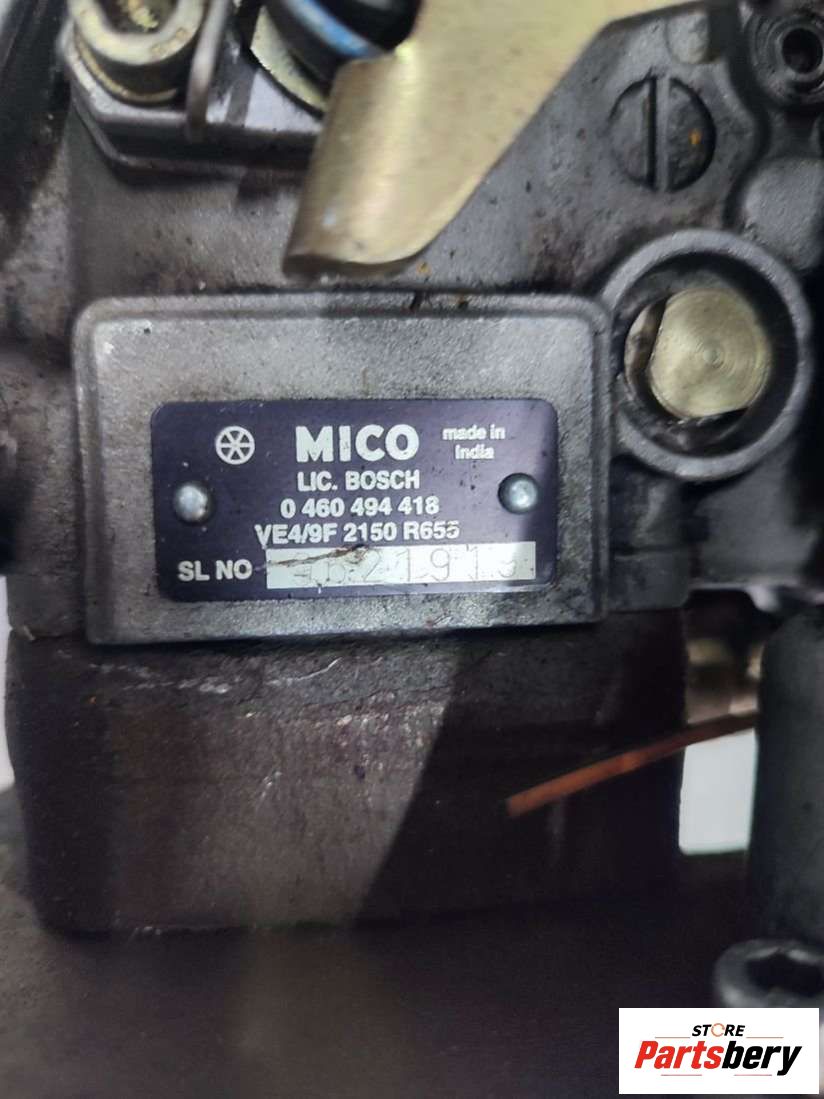 MICO
made in
India
LIC. BOSCH
0 460 494 418
VE4/9F 2150 R655
SL NO
STORE
Partsbery